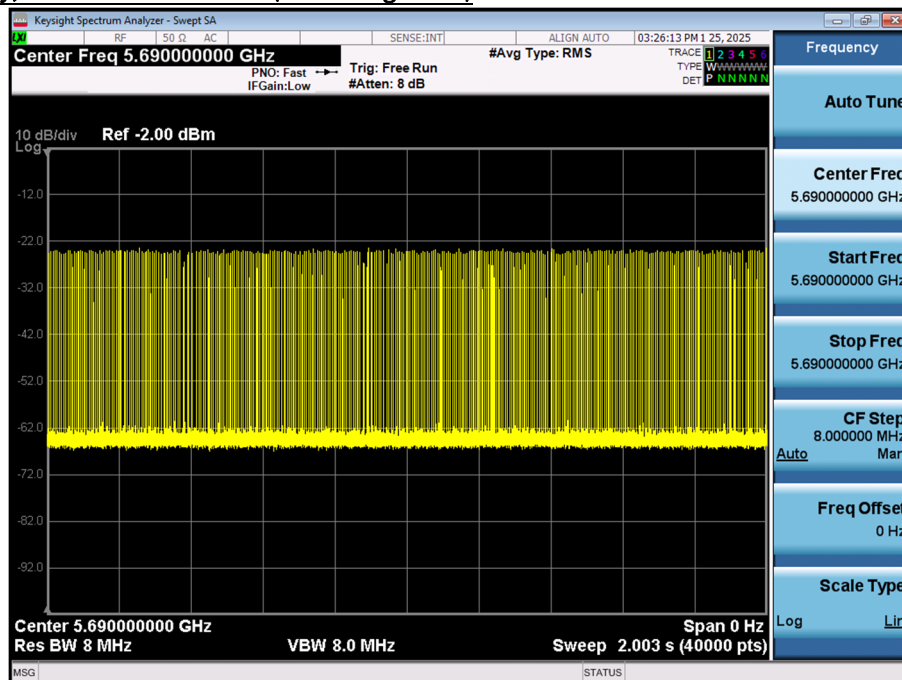 Keysight Spectrum Analyzer - Swept SA
LXI RF 50 Ω AC SENSE:INT ALIGN AUTO 03:26:13 PM 1 25, 2025
Center Freq 5.690000000 GHz
PNO: Fast
IFGain:Low
Trig: Free Run
#Atten: 8 dB
#Avg Type: RMS
TRACE 1 2 3 4 5 6
TYPE WWWWWWW
DET P N N N N N
10 dB/div
Log
Ref -2.00 dBm
-12.0
-22.0
-32.0
-42.0
-52.0
-62.0
-72.0
-82.0
-92.0
Center 5.690000000 GHz
Span 0 Hz
Res BW 8 MHz
VBW 8.0 MHz
Sweep 2.003 s (40000 pts)
MSG
STATUS
Frequency
Auto Tune
Center Freq
5.690000000 GHz
Start Freq
5.690000000 GHz
Stop Freq
5.690000000 GHz
CF Step
8.000000 MHz
Auto Man
Freq Offset
0 Hz
Scale Type
Log Lin